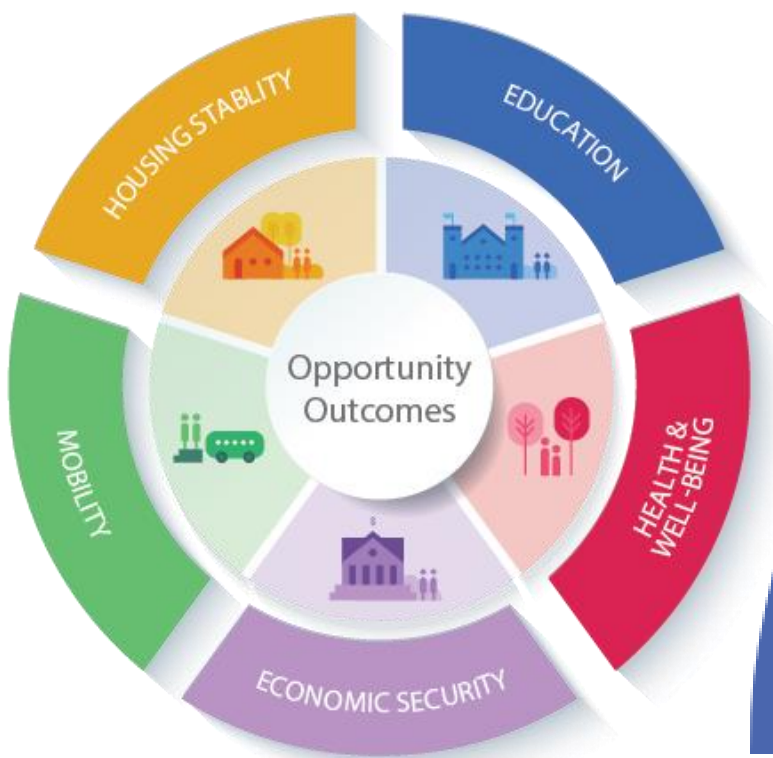 HOUSING STABLITY
EDUCATION
Opportunity
Outcomes
MOBILITY
HEALTH &
WELL-BEING
ECONOMIC SECURITY